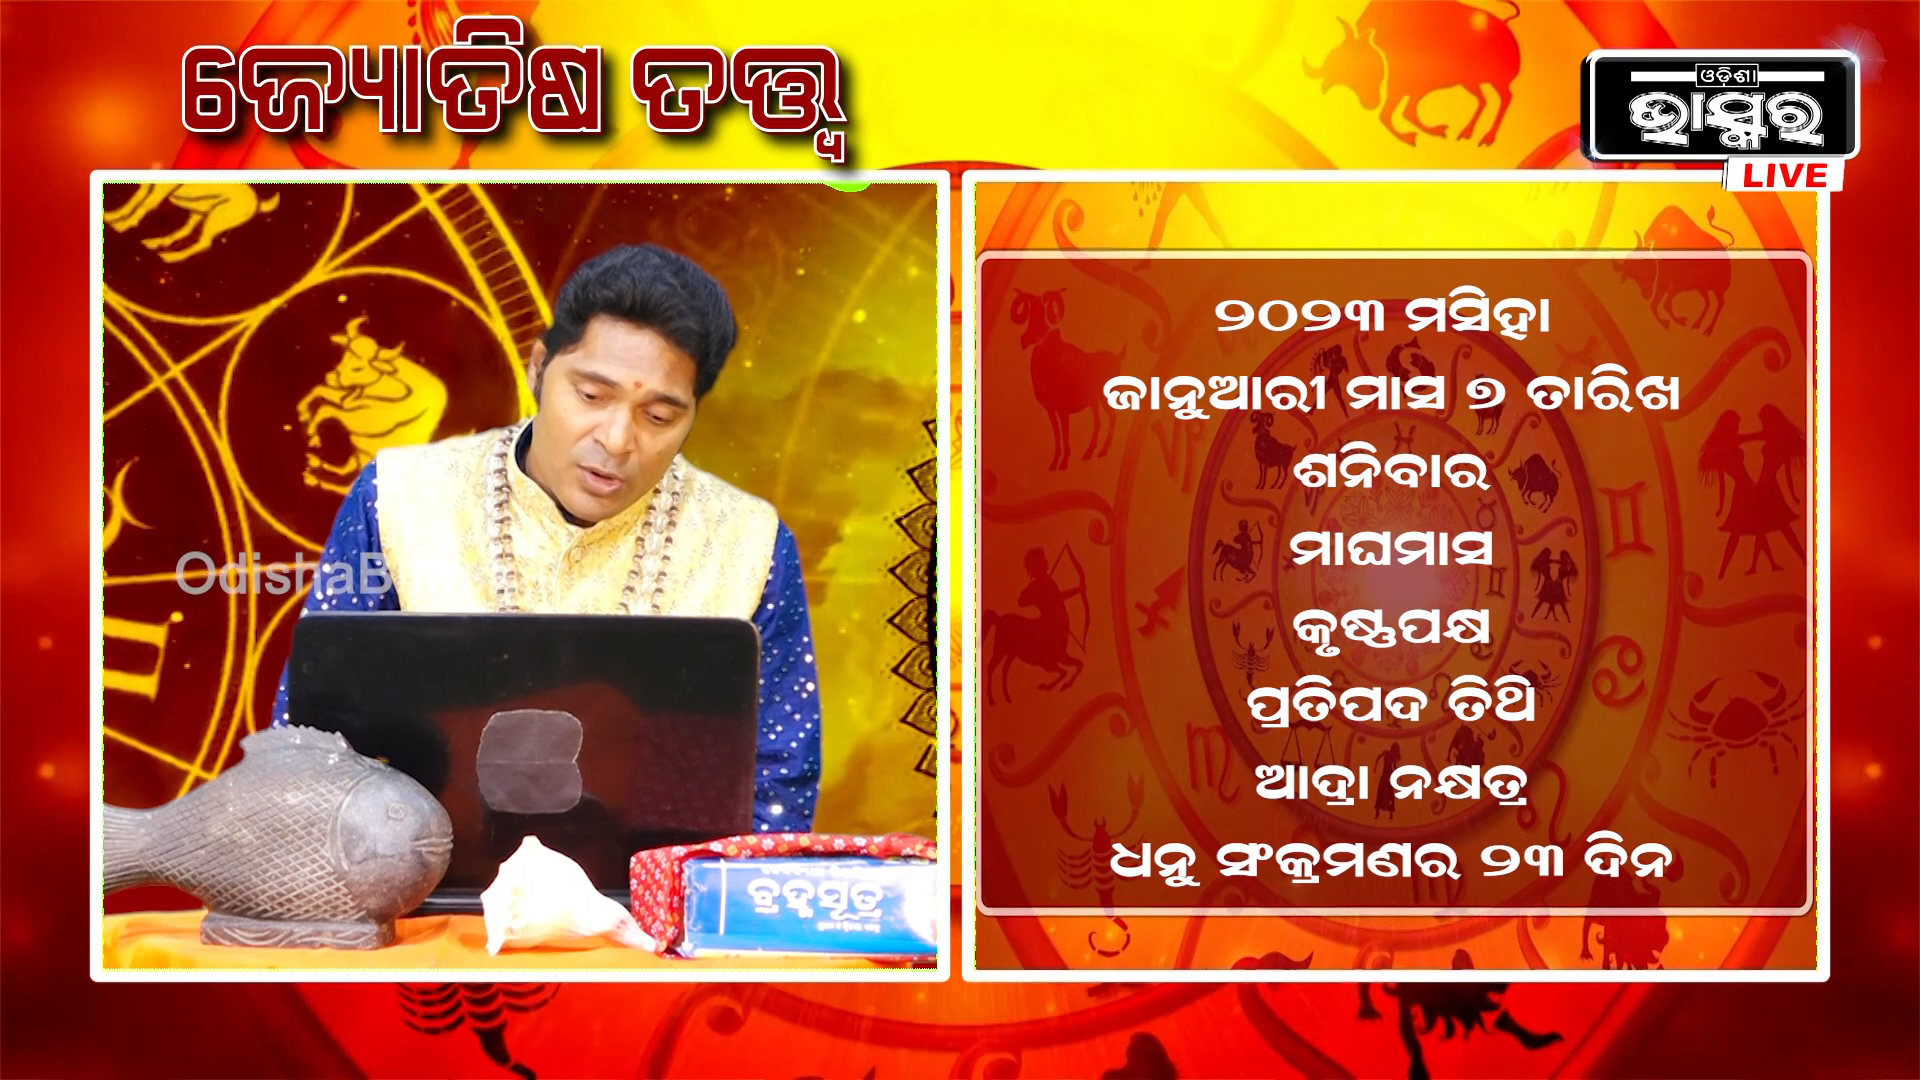 ଜ୍ୟୋତିଷ ତତ୍ତ୍ୱ
ଓଡ଼ିଶା
ଭାସ୍କର
LIVE
୨୦୨୩ ମସିହା
ଜାନୁଆରୀ ମାସ ୭ ତାରିଖ
ଶନିବାର
ମାଘମାସ
କୃଷ୍ଣପକ୍ଷ
ପ୍ରତିପଦ ତିଥି
ଆଦ୍ରା ନକ୍ଷତ୍ର
ଧନୁ ସଂକ୍ରମଣର ୨୩ ଦିନ
OdishaB
ବ୍ରହ୍ମସୂତ୍ର